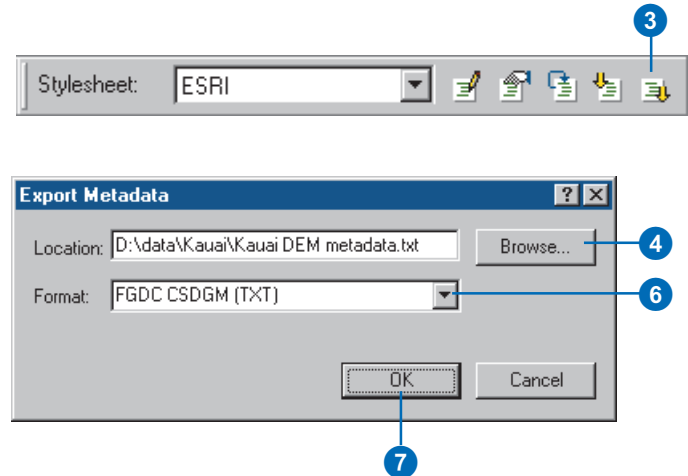 3
Stylesheet: ESRI
Export Metadata ? ×
Location: D:\data\Kauai\Kauai DEM metadata.txt Browse... 4
Format: FGDC CSDGM (TXT) 6
OK Cancel
7